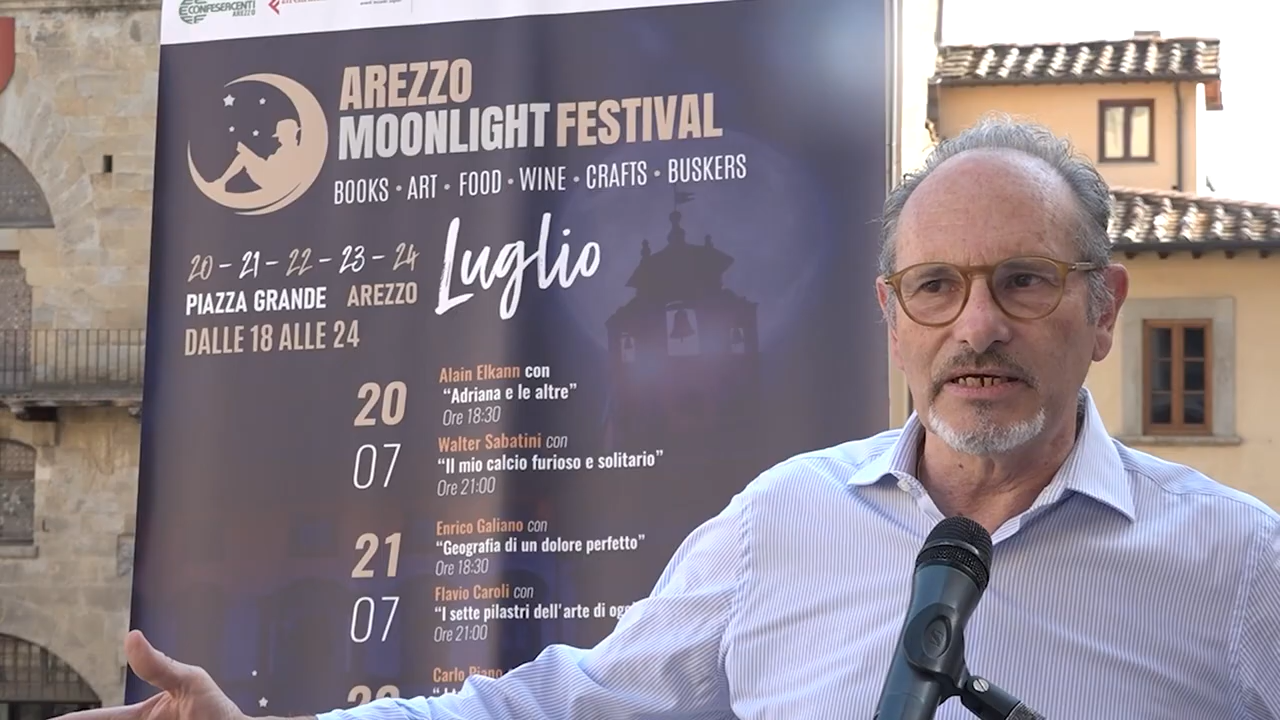 CONFESERCENTI
AREZZO
AREZZO
MOONLIGHT FESTIVAL
BOOKS • ART • FOOD • WINE • CRAFTS • BUSKERS
20 – 21 – 22 – 23 – 24 Luglio
PIAZZA GRANDE AREZZO
DALLE 18 ALLE 24
20
07
Alain Elkann con
“Adriana e le altre”
Ore 18:30
Walter Sabatini con
“Il mio calcio furioso e solitario”
Ore 21:00
21
07
Enrico Galiano con
“Geografia di un dolore perfetto”
Ore 18:30
Flavio Caroli con
“I sette pilastri dell'arte di
Ore 21:00
Carlo Piano